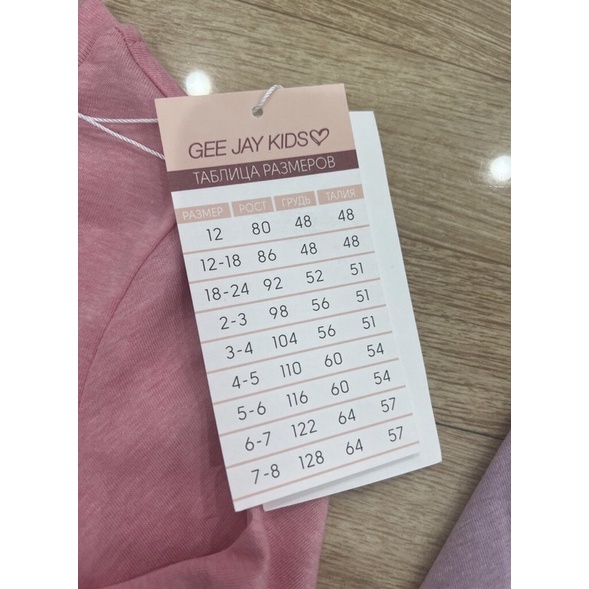 GEE JAY KIDS
ТАБЛИЦА РАЗМЕРОВ
РАЗМЕР РОСТ ГРУДЬ ТАЛИЯ
12 80 48 48
12-18 86 48 48
18-24 92 52 51
2-3 98 56 51
3-4 104 56 51
4-5 110 60 54
5-6 116 60 54
6-7 122 64 57
7-8 128 64 57